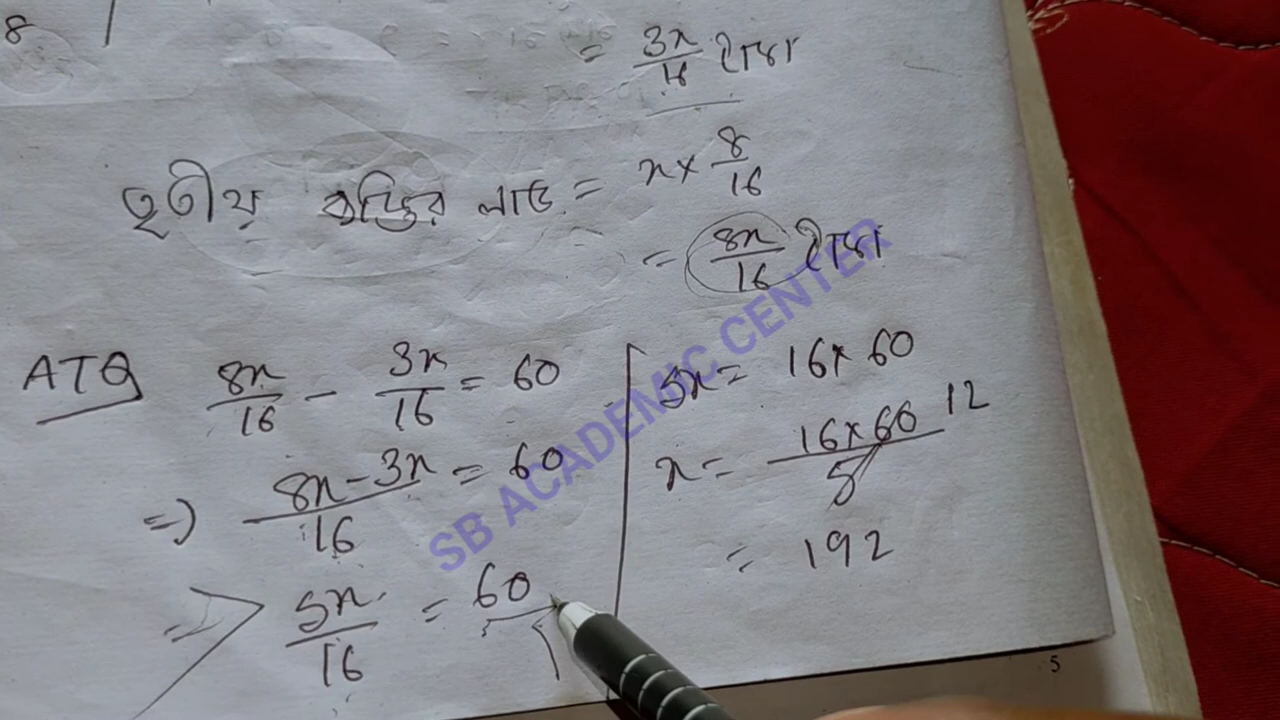 8
= 3x/16 টাকা
তৃতীয় ব্যক্তির লাভ = x × 8/16
= 8x/16 টাকা
ATQ 8x/16 - 3x/16 = 60
=> 8x-3x/16 = 60
=> 5x/16 = 60/1
5x = 16×60
x = 16×60/5 12
= 192
SB ACADEMIC CENTER
5